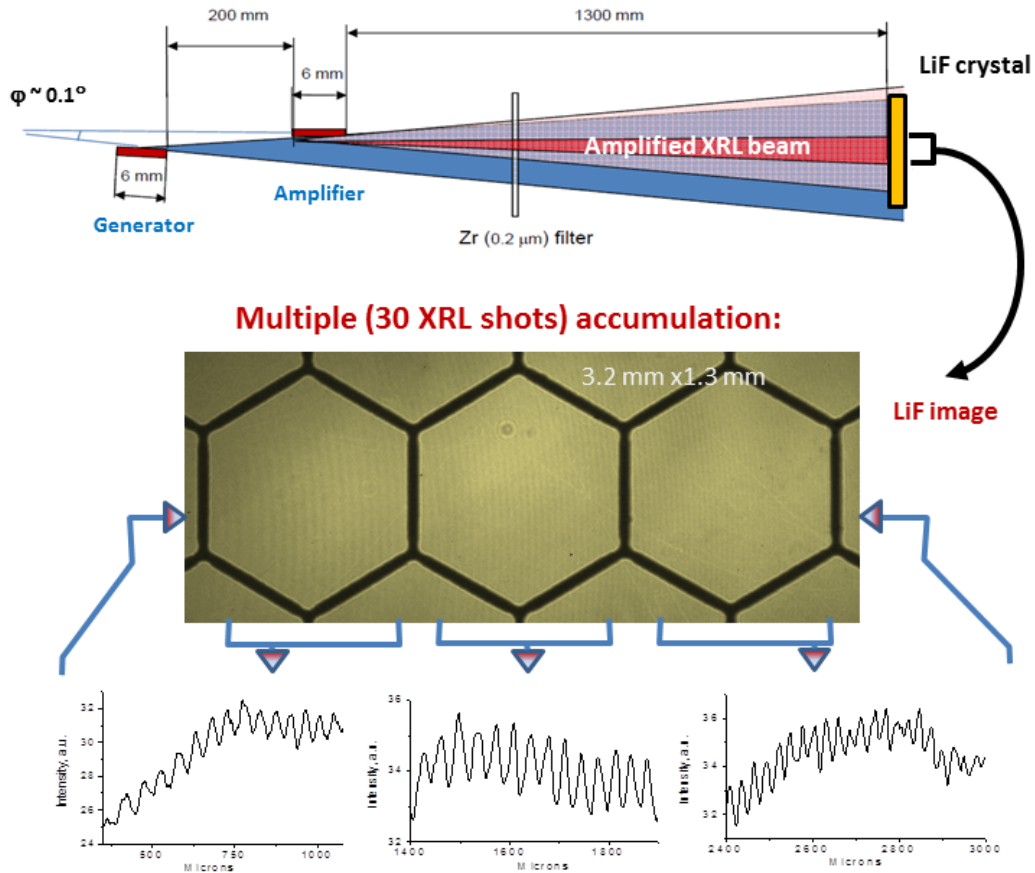 200 mm
1300 mm
LiF crystal
φ ~ 0.1°
6 mm
Amplified XRL beam
6 mm
Amplifier
Generator
Zr (0.2 µm) filter
Multiple (30 XRL shots) accumulation:
3.2 mm x1.3 mm
LiF image
Intensity, a.u.
32
30
28
26
24
500
750
1000
Microns
Intensity, a.u.
36
34
32
1400
1600
1800
Microns
Intensity, a.u.
36
34
32
2400
2600
2800
3000
Microns